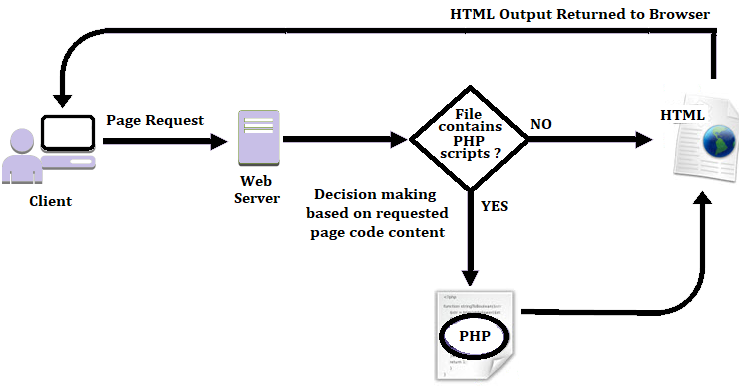 HTML Output Returned to Browser
Page Request
Client
Web
Server
File
contains
PHP
scripts ?
NO
HTML
Decision making
based on requested
page code content
YES
<?php
PHP